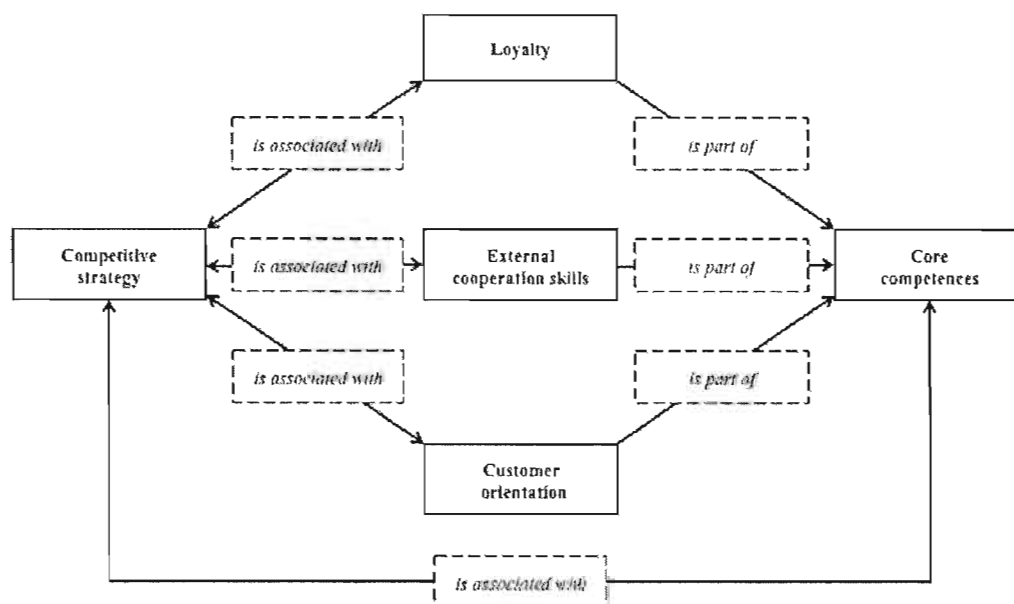 Loyalty
is associated with
is part of
Competitive
strategy
is associated with
External
cooperation skills
is part of
Core
competences
is associated with
is part of
Customer
orientation
is associated with